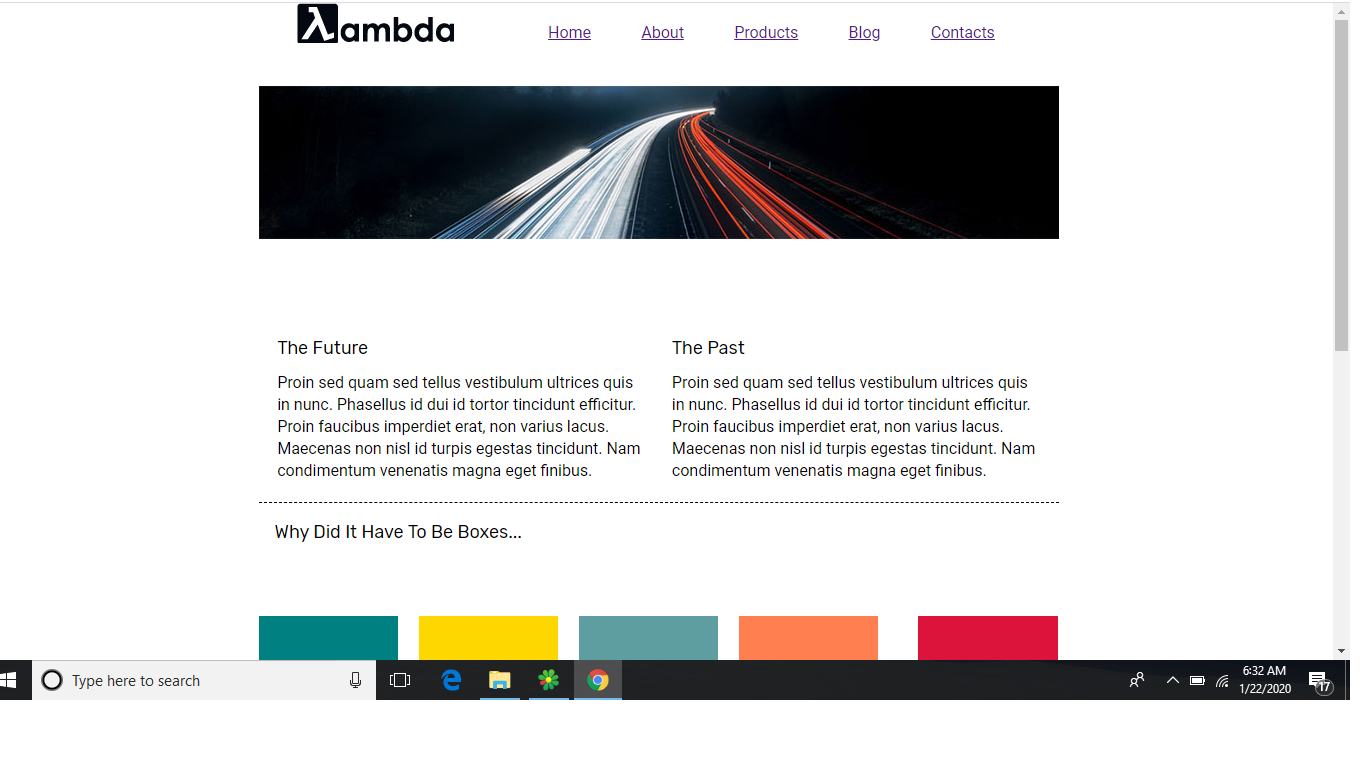 λambda
Home About Products Blog Contacts
The Future
Proin sed quam sed tellus vestibulum ultrices quis
in nunc. Phasellus id dui id tortor tincidunt efficitur.
Proin faucibus imperdiet erat, non varius lacus.
Maecenas non nisl id turpis egestas tincidunt. Nam
condimentum venenatis magna eget finibus.
The Past
Proin sed quam sed tellus vestibulum ultrices quis
in nunc. Phasellus id dui id tortor tincidunt efficitur.
Proin faucibus imperdiet erat, non varius lacus.
Maecenas non nisl id turpis egestas tincidunt. Nam
condimentum venenatis magna eget finibus.
Why Did It Have To Be Boxes...
Type here to search
6:32 AM
1/22/2020
17